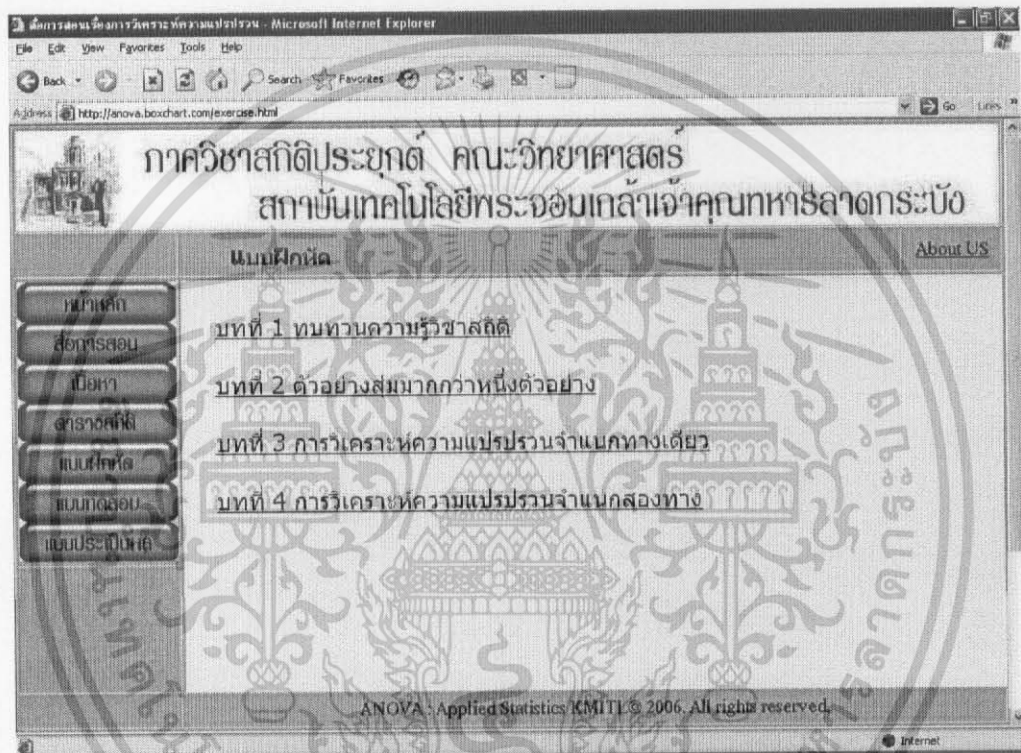 สื่อการสอนเรื่องการวิเคราะห์ความแปรปรวน - Microsoft Internet Explorer
File Edit View Favorites Tools Help
Back Search Favorites
Address http://anova.boxchart.com/exercise.html Go Links
ภาควิชาสถิติประยุกต์ คณะวิทยาศาสตร์
สถาบันเทคโนโลยีพระจอมเกล้าเจ้าคุณทหารลาดกระบัง
แบบฝึกหัด About US
หน้าหลัก
สื่อการสอน
เนื้อหา
ตารางสถิติ
แบบฝึกหัด
แบบทดสอบ
แบบประเมินผล
บทที่ 1 ทบทวนความรู้วิชาสถิติ
บทที่ 2 ตัวอย่างสุ่มมากกว่าหนึ่งตัวอย่าง
บทที่ 3 การวิเคราะห์ความแปรปรวนจำแนกทางเดียว
บทที่ 4 การวิเคราะห์ความแปรปรวนจำแนกสองทาง
ANOVA : Applied Statistics KMITL © 2006. All rights reserved.
Internet